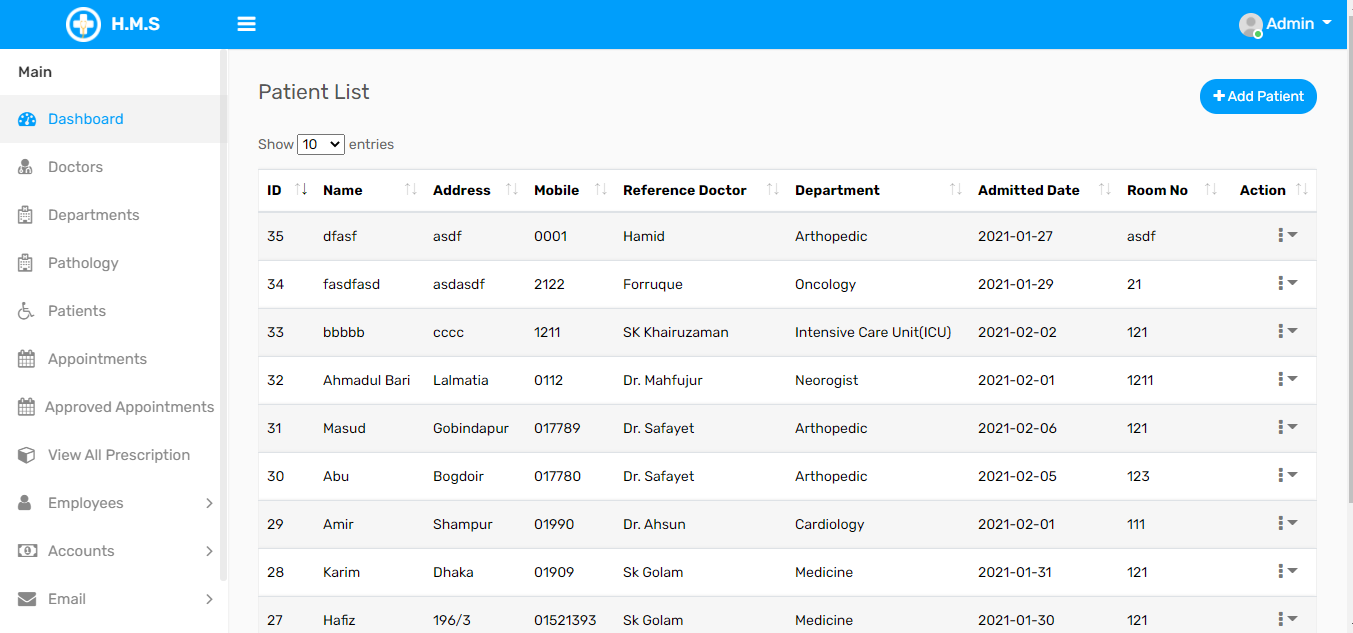 H.M.S Admin
Main
Dashboard
Doctors
Departments
Pathology
Patients
Appointments
Approved Appointments
View All Prescription
Employees
Accounts
Email
Patient List
Add Patient
Show 10 entries
ID Name Address Mobile Reference Doctor Department Admitted Date Room No Action
35 dfasf asdf 0001 Hamid Arthopedic 2021-01-27 asdf
34 fasdfasd asdasdf 2122 Forruque Oncology 2021-01-29 21
33 bbbbb cccc 1211 SK Khairuzaman Intensive Care Unit(ICU) 2021-02-02 121
32 Ahmadul Bari Lalmatia 0112 Dr. Mahfujur Neorogist 2021-02-01 1211
31 Masud Gobindapur 017789 Dr. Safayet Arthopedic 2021-02-06 121
30 Abu Bogdoir 017780 Dr. Safayet Arthopedic 2021-02-05 123
29 Amir Shampur 01990 Dr. Ahsun Cardiology 2021-02-01 111
28 Karim Dhaka 01909 Sk Golam Medicine 2021-01-31 121
27 Hafiz 196/3 01521393 Sk Golam Medicine 2021-01-30 121